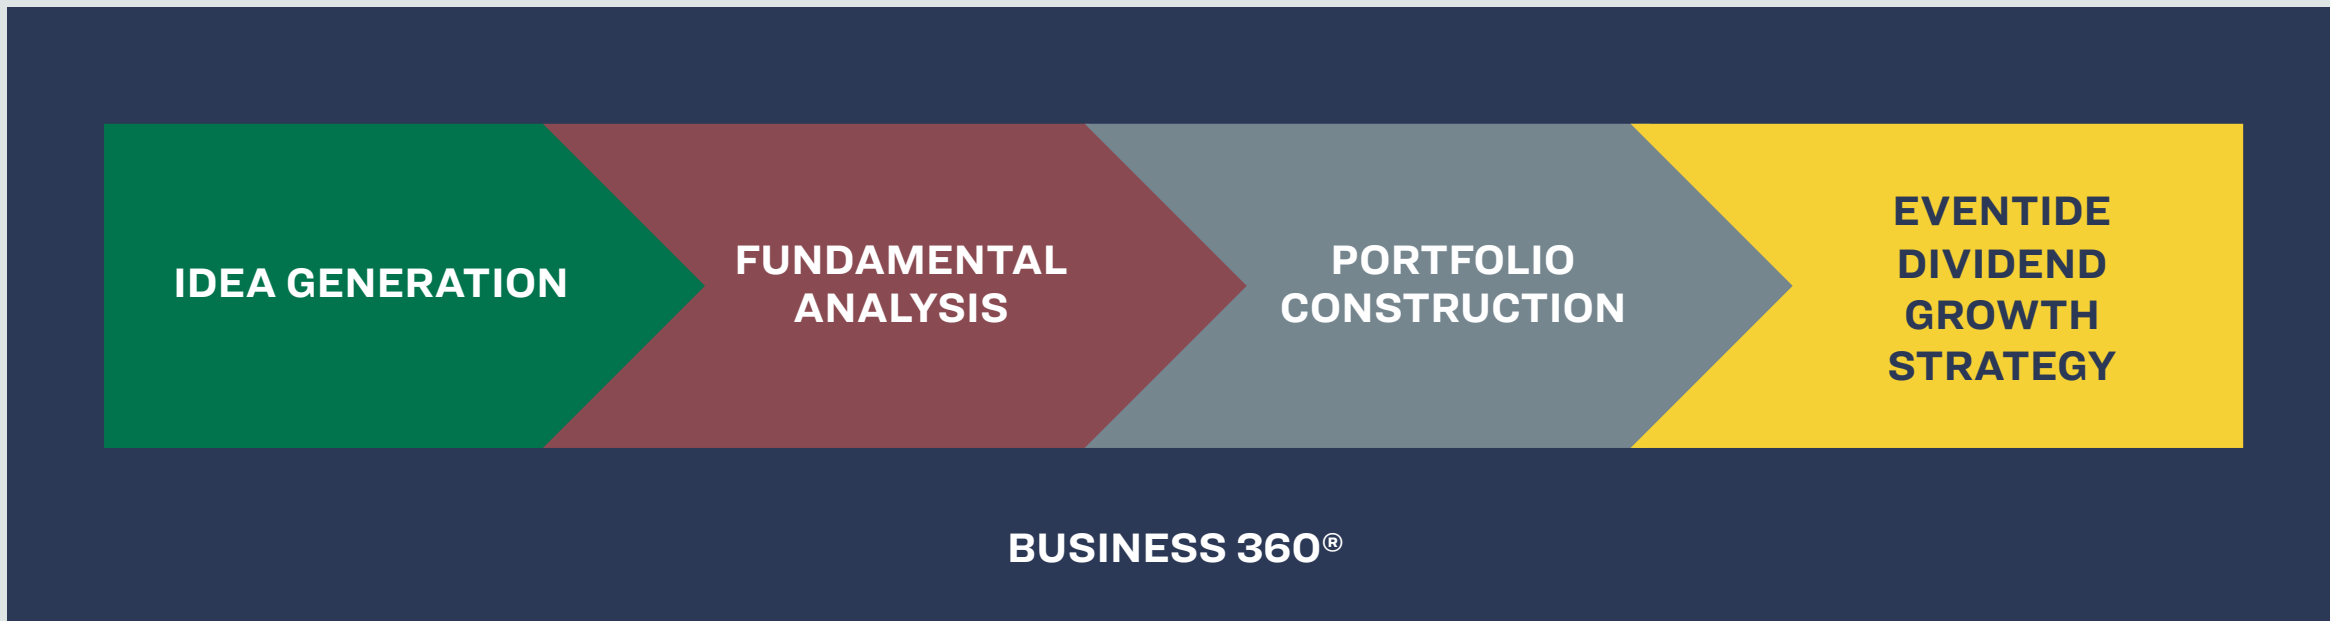 IDEA GENERATION
FUNDAMENTAL
ANALYSIS
PORTFOLIO
CONSTRUCTION
EVENTIDE
DIVIDEND
GROWTH
STRATEGY
BUSINESS 360®